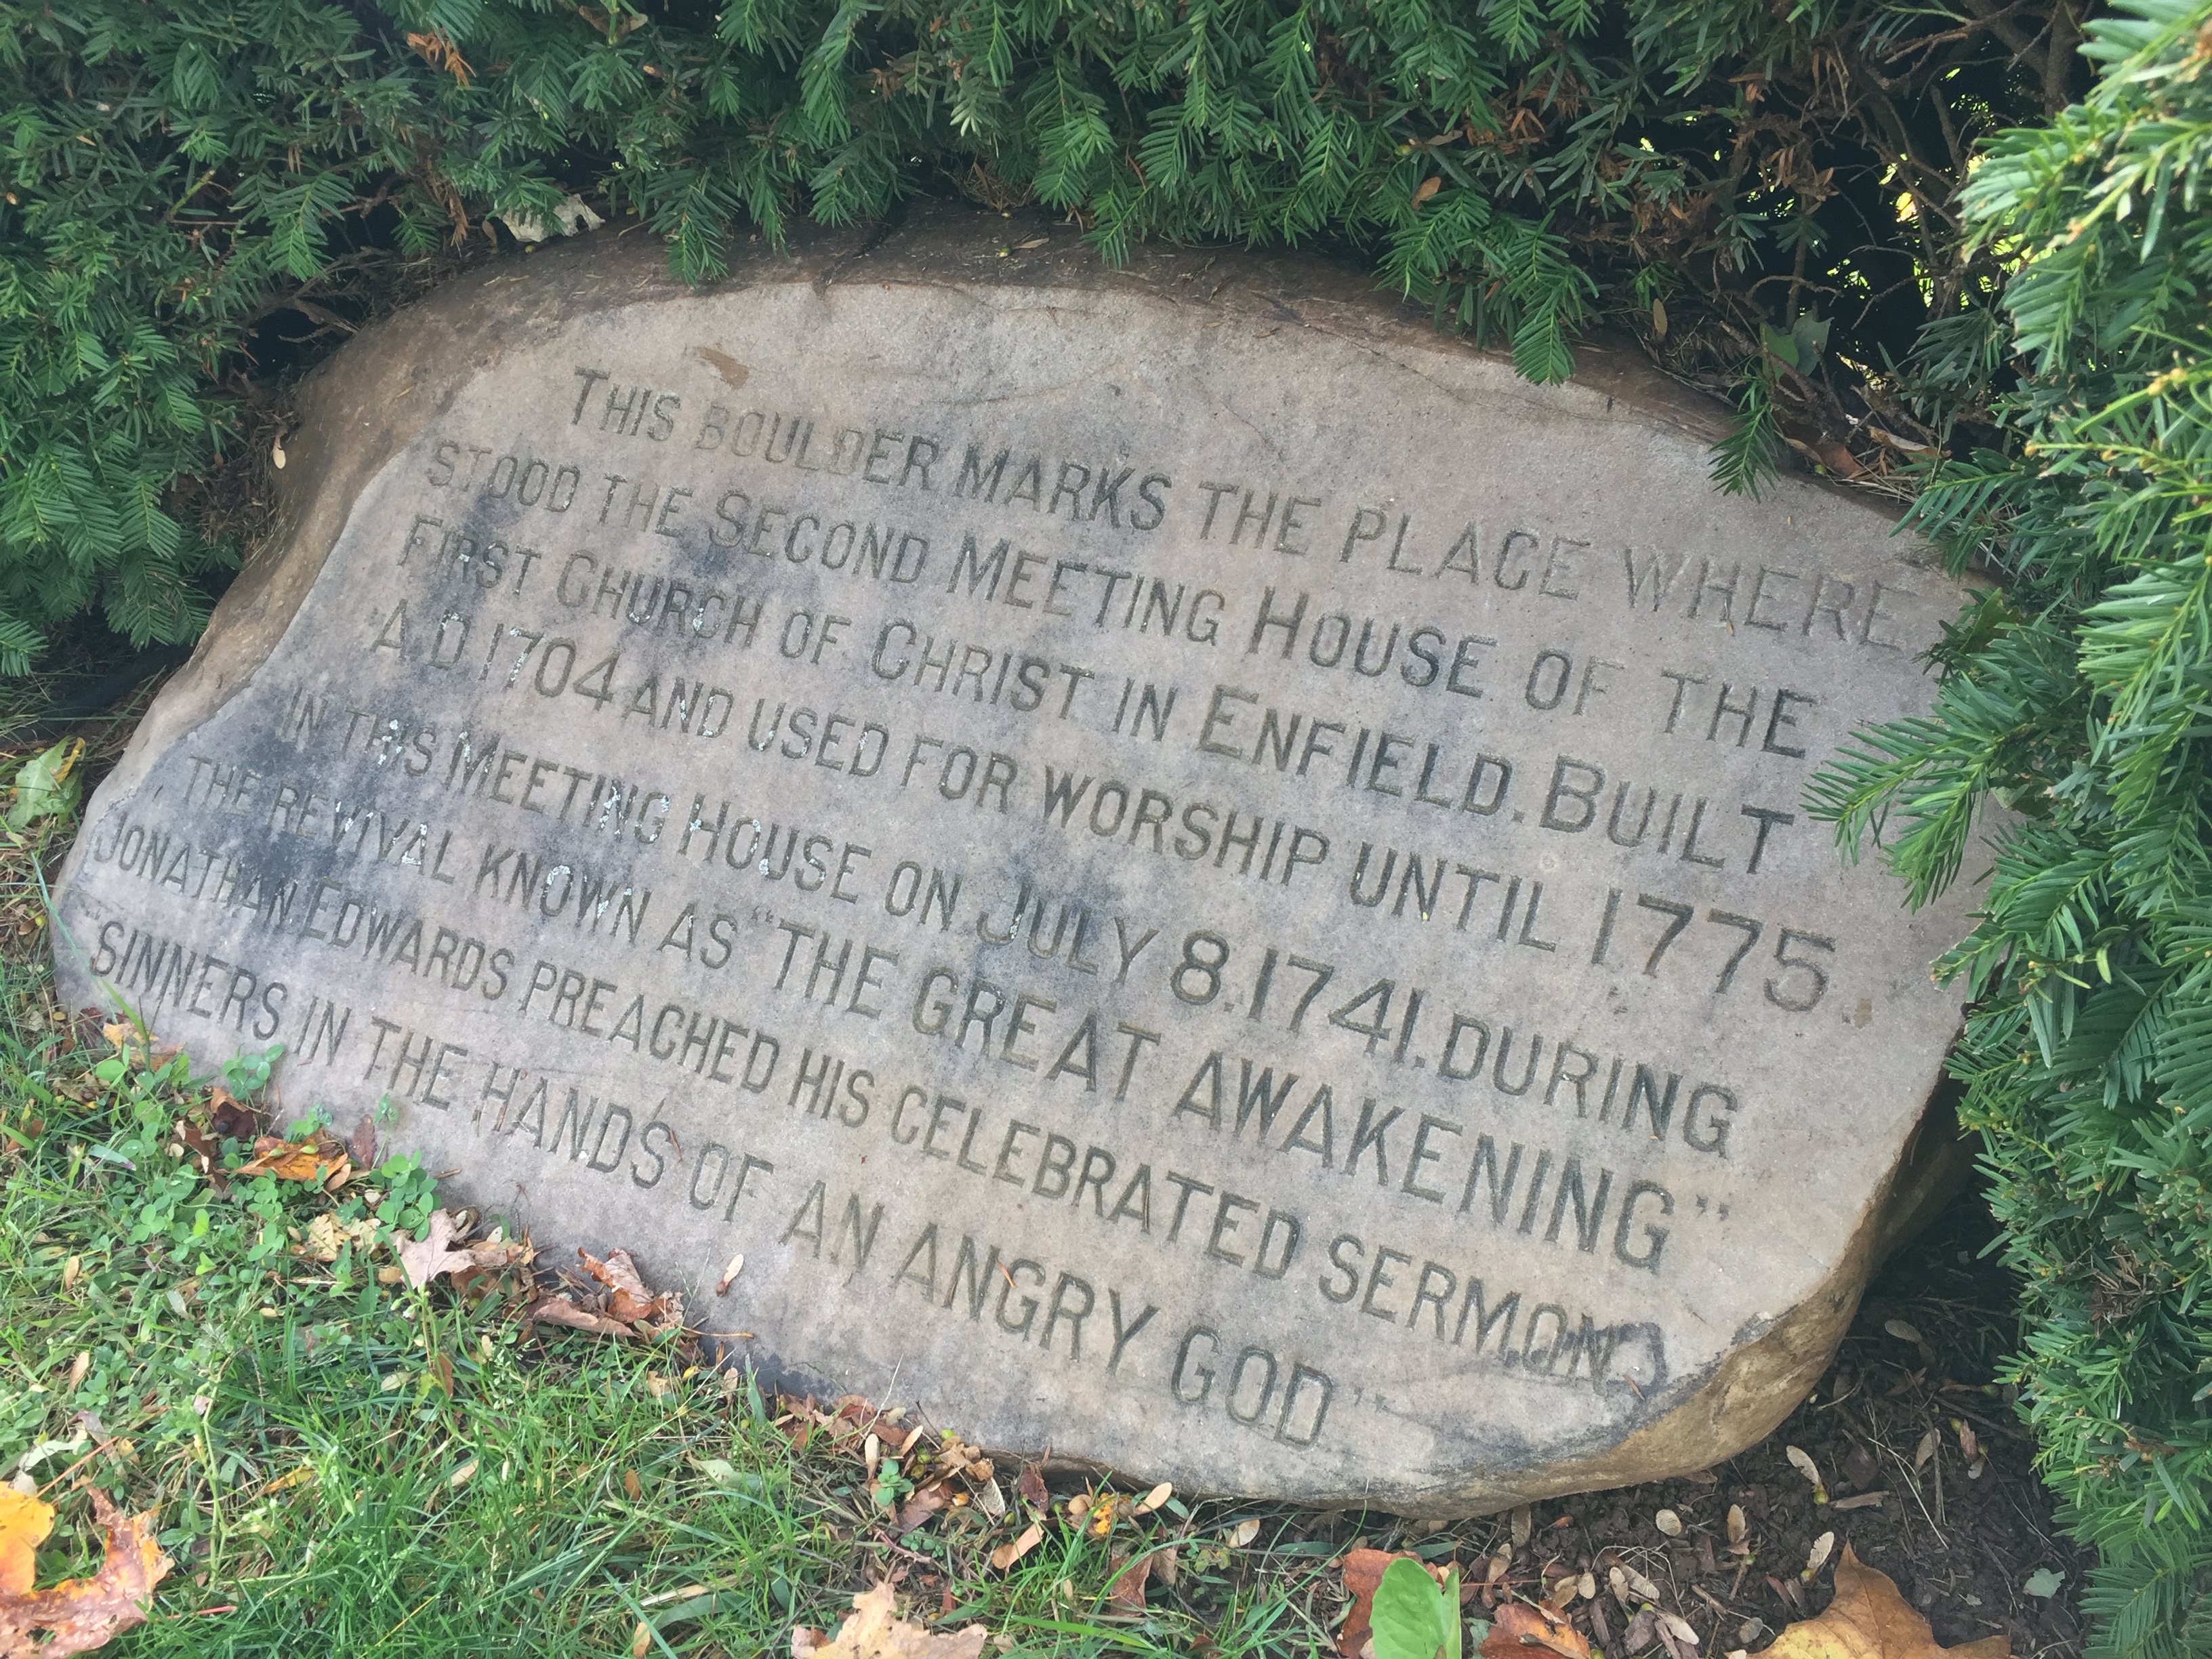 THIS BOULDER MARKS THE PLACE WHERE
STOOD THE SECOND MEETING HOUSE OF THE
FIRST CHURCH OF CHRIST IN ENFIELD. BUILT
A.D. 1704 AND USED FOR WORSHIP UNTIL 1775.
IN THIS MEETING HOUSE ON JULY 8. 1741. DURING
THE REVIVAL KNOWN AS "THE GREAT AWAKENING"
JONATHAN EDWARDS PREACHED HIS CELEBRATED SERMON
"SINNERS IN THE HANDS OF AN ANGRY GOD"